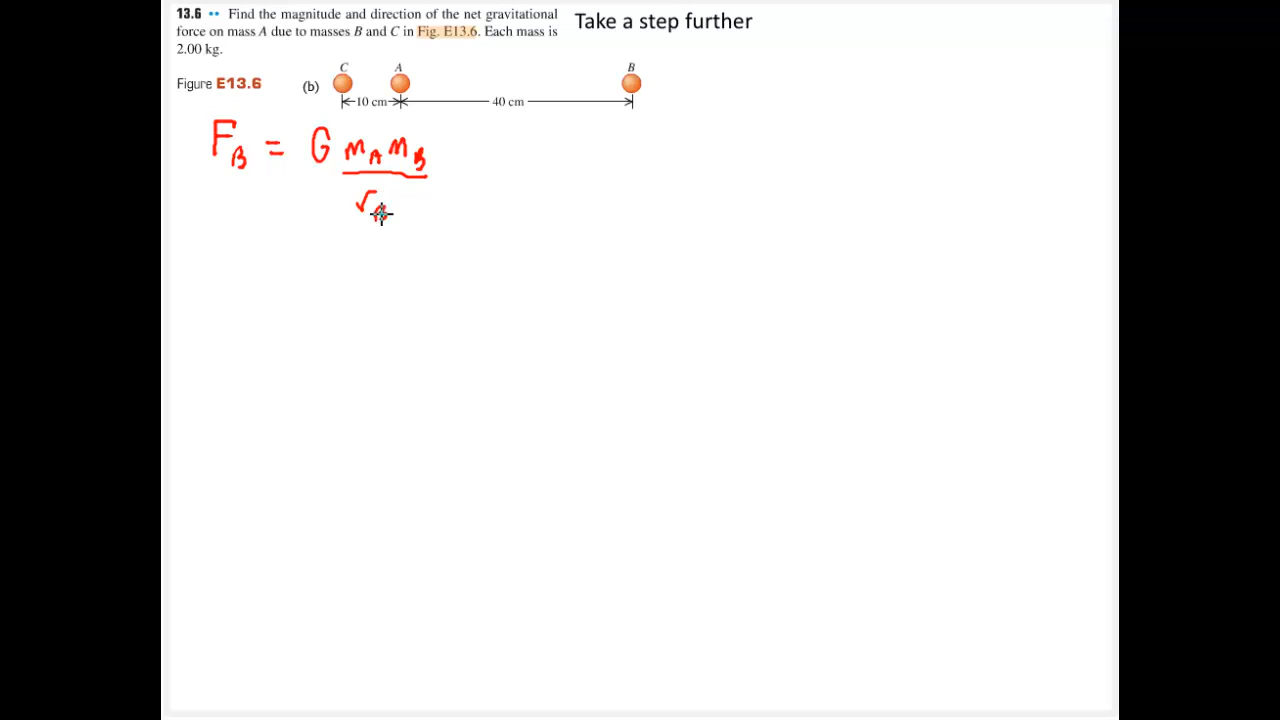 13.6 •• Find the magnitude and direction of the net gravitational
force on mass A due to masses B and C in Fig. E13.6. Each mass is
2.00 kg.
Take a step further
Figure E13.6
(b)
C A B
10 cm 40 cm
F_B = G m_A m_B
r